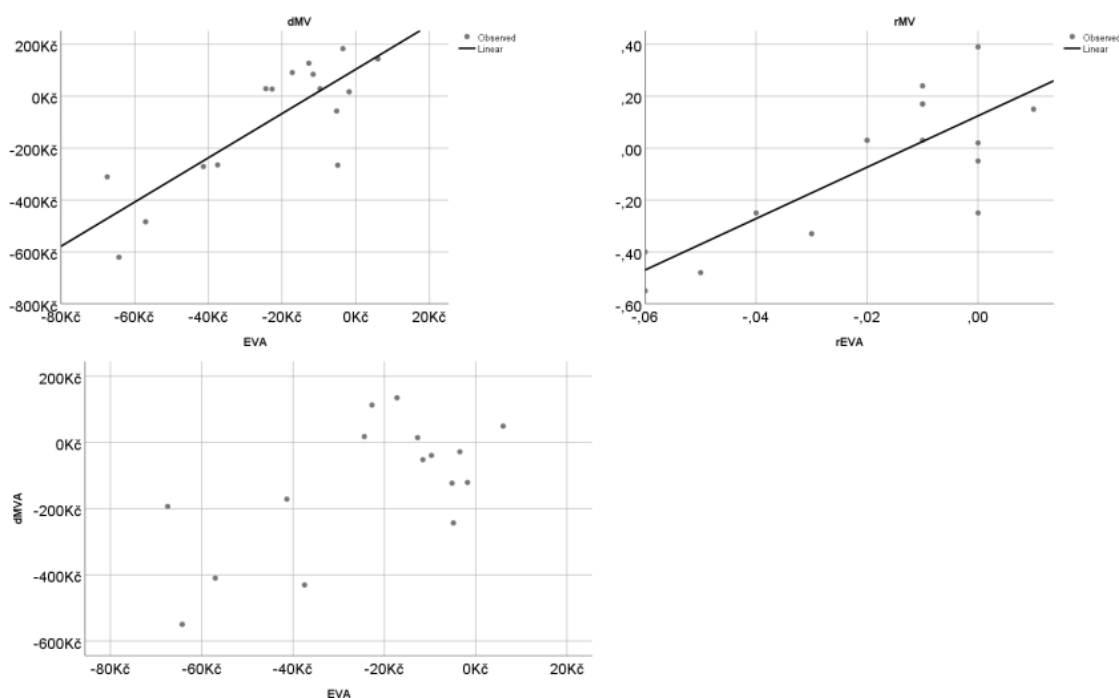 dMV
Observed
Linear
200Kč
0Kč
-200Kč
-400Kč
-600Kč
-800Kč
-80Kč -60Kč -40Kč -20Kč 0Kč 20Kč
EVA
rMV
Observed
Linear
,40
,20
,00
-,20
-,40
-,60
-,06 -,04 -,02 ,00
rEVA
dMVA
200Kč
0Kč
-200Kč
-400Kč
-600Kč
-80Kč -60Kč -40Kč -20Kč 0Kč 20Kč
EVA